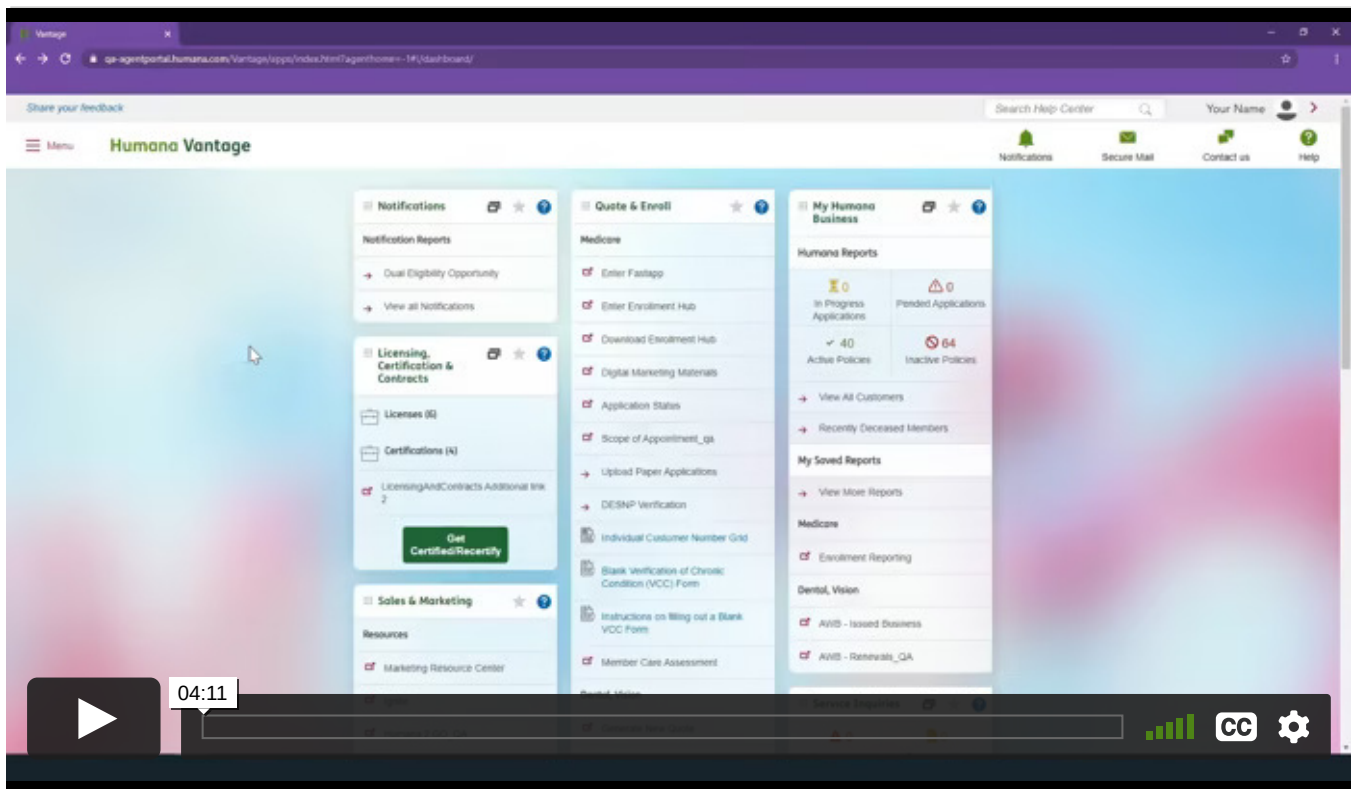 Vantage
qa-agentportal.humana.com/Vantage/apps/index.html?agenthome=-1#!/dashboard/
Share your feedback
Search Help Center
Your Name
Menu
Humana Vantage
Notifications
Secure Mail
Contact us
Help
Notifications
Notification Reports
Dual Eligibility Opportunity
View all Notifications
Licensing,
Certification &
Contracts
Licenses (6)
Certifications (4)
LicensingAndContracts Additional link
2
Get
Certified/Recertify
Sales & Marketing
Resources
Marketing Resource Center
Quote & Enroll
Medicare
Enter Fastapp
Enter Enrollment Hub
Download Enrollment Hub
Digital Marketing Materials
Application Status
Scope of Appointment_qa
Upload Paper Applications
DESNP Verification
Individual Customer Number Grid
Blank Verification of Chronic
Condition (VCC) Form
Instructions on filling out a Blank
VCC Form
Member Care Assessment
Dental, Vision
My Humana
Business
Humana Reports
0
In Progress
Applications
0
Pended Applications
40
Active Policies
64
Inactive Policies
View All Customers
Recently Deceased Members
My Saved Reports
View More Reports
Medicare
Enrollment Reporting
Dental, Vision
AWB - Issued Business
AWB - Renewals_QA
Service Inquiries
04:11
CC